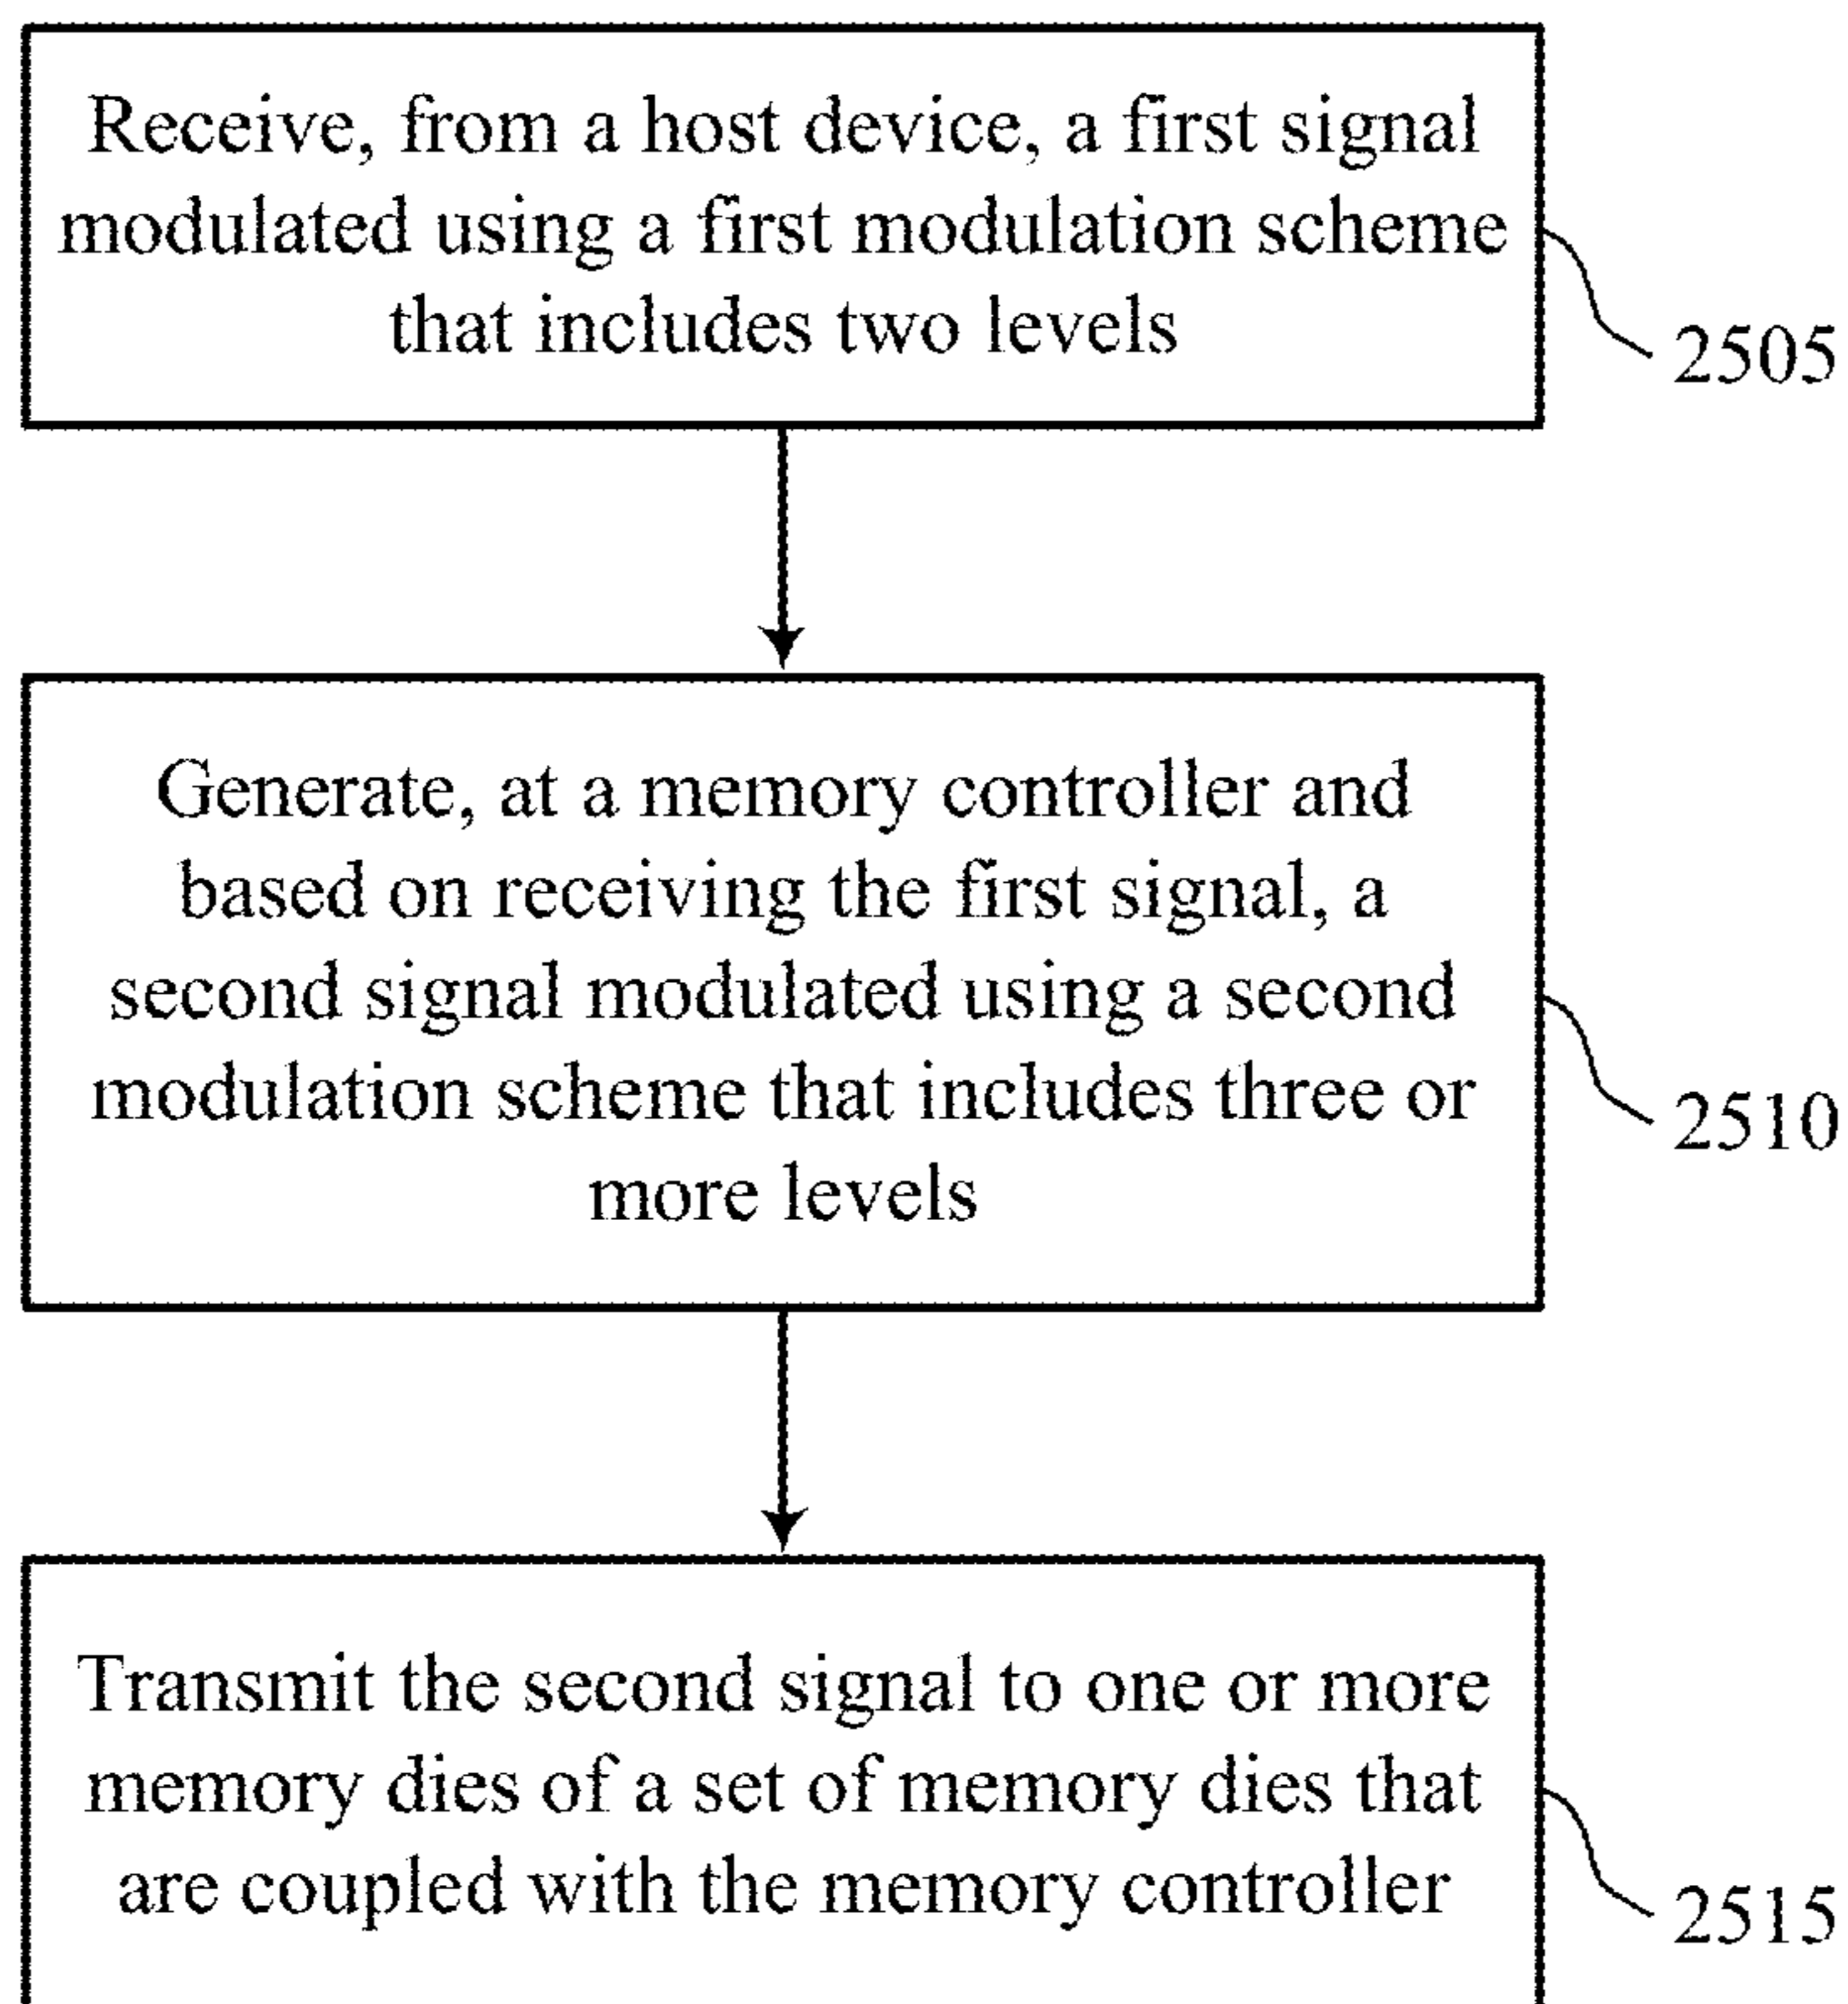 Receive, from a host device, a first signal
modulated using a first modulation scheme
that includes two levels
2505
Generate, at a memory controller and
based on receiving the first signal, a
second signal modulated using a second
modulation scheme that includes three or
more levels
2510
Transmit the second signal to one or more
memory dies of a set of memory dies that
are coupled with the memory controller
2515